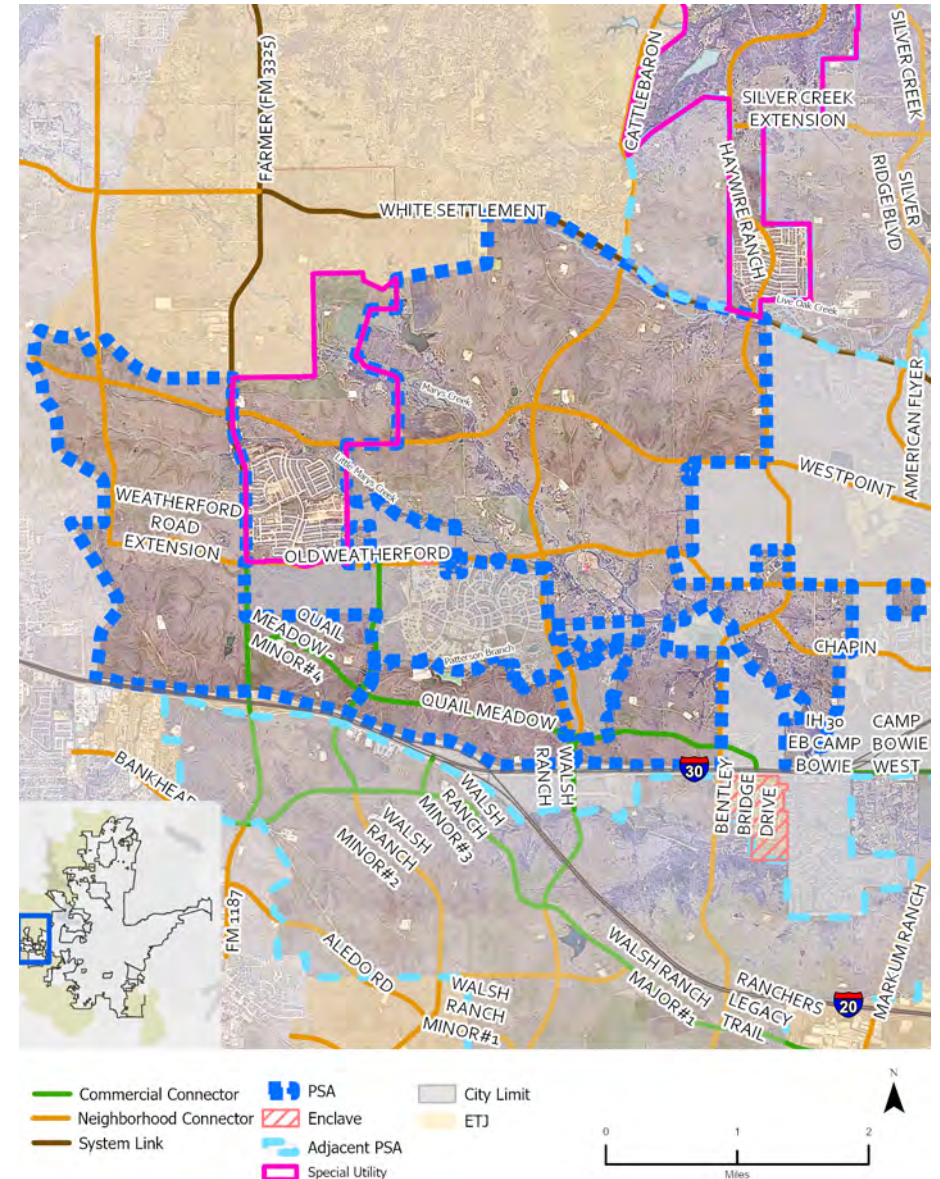 FARMER (FM 3325)
CATTLEBARON
SILVER CREEK
SILVER CREEK
EXTENSION
HAYWIRE RANCH
SILVER
RIDGE BLVD
WHITE SETTLEMENT
Live Oak Creek
AMERICAN FLYER
Marys Creek
Little Marys Creek
WESTPOINT
WEATHERFORD
ROAD
EXTENSION
OLD WEATHERFORD
QUAIL
MEADOW
MINOR#4
Patterson Branch
CHAPIN
QUAIL MEADOW
IH 30
EB CAMP
BOWIE
CAMP
BOWIE
WEST
30
BANKHEAD
WALSH
RANCH
WALSH
RANCH
MINOR#3
WALSH
RANCH
MINOR#2
BENTLEY
BRIDGE
DRIVE
FM 1187
ALEDO RD
WALSH
RANCH
MINOR#1
WALSH RANCH
MAJOR#1
RANCHERS
LEGACY
TRAIL
MARKUM RANCH
20
Commercial Connector
Neighborhood Connector
System Link
PSA
Enclave
Adjacent PSA
Special Utility
City Limit
ETJ
N
0 1 2
Miles